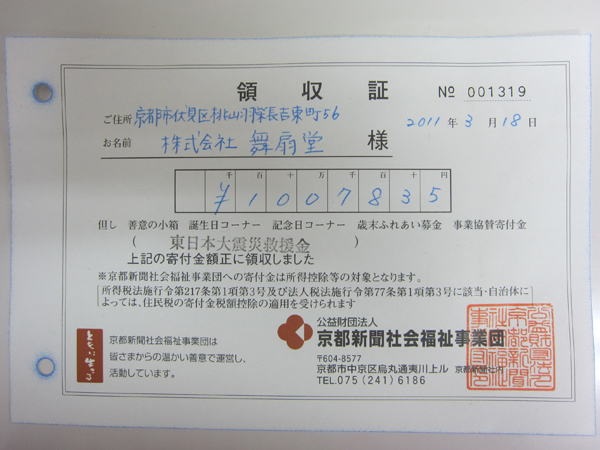 領収証
№ 001319
ご住所 京都市伏見区桃山羽柴長吉東町56
2011年 3月 18日
お名前 株式会社 舞扇堂 様
千 百 十 万 千 百 十 円
¥1007835
但し 善意の小箱 誕生日コーナー 記念日コーナー 歳末ふれあい募金 事業協賛寄付金
( 東日本大震災救援金 )
上記の寄付金額正に領収しました
※京都新聞社会福祉事業団への寄付金は所得控除等の対象となります。
[所得税法施行令第217条第1項第3号及び法人税法施行令第77条第1項第3号に該当・自治体に
よっては、住民税の寄付金税額控除の適用を受けられます]
ともに生きる
京都新聞社会福祉事業団は
皆さまからの温かい善意で運営し、
活動しています。
公益財団法人
京都新聞社会福祉事業団
〒604-8577
京都市中京区烏丸通夷川上ル 京都新聞社内
TEL.075(241)6186